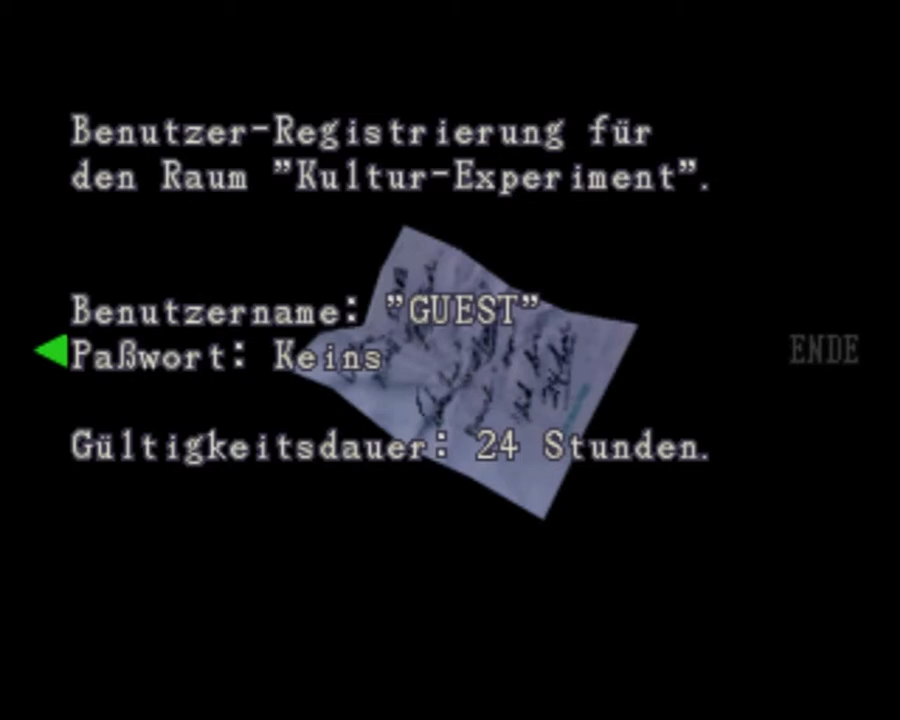 Benutzer-Registrierung für
den Raum "Kultur-Experiment".
Benutzername: "GUEST"
Paßwort: Keins
ENDE
Gültigkeitsdauer: 24 Stunden.